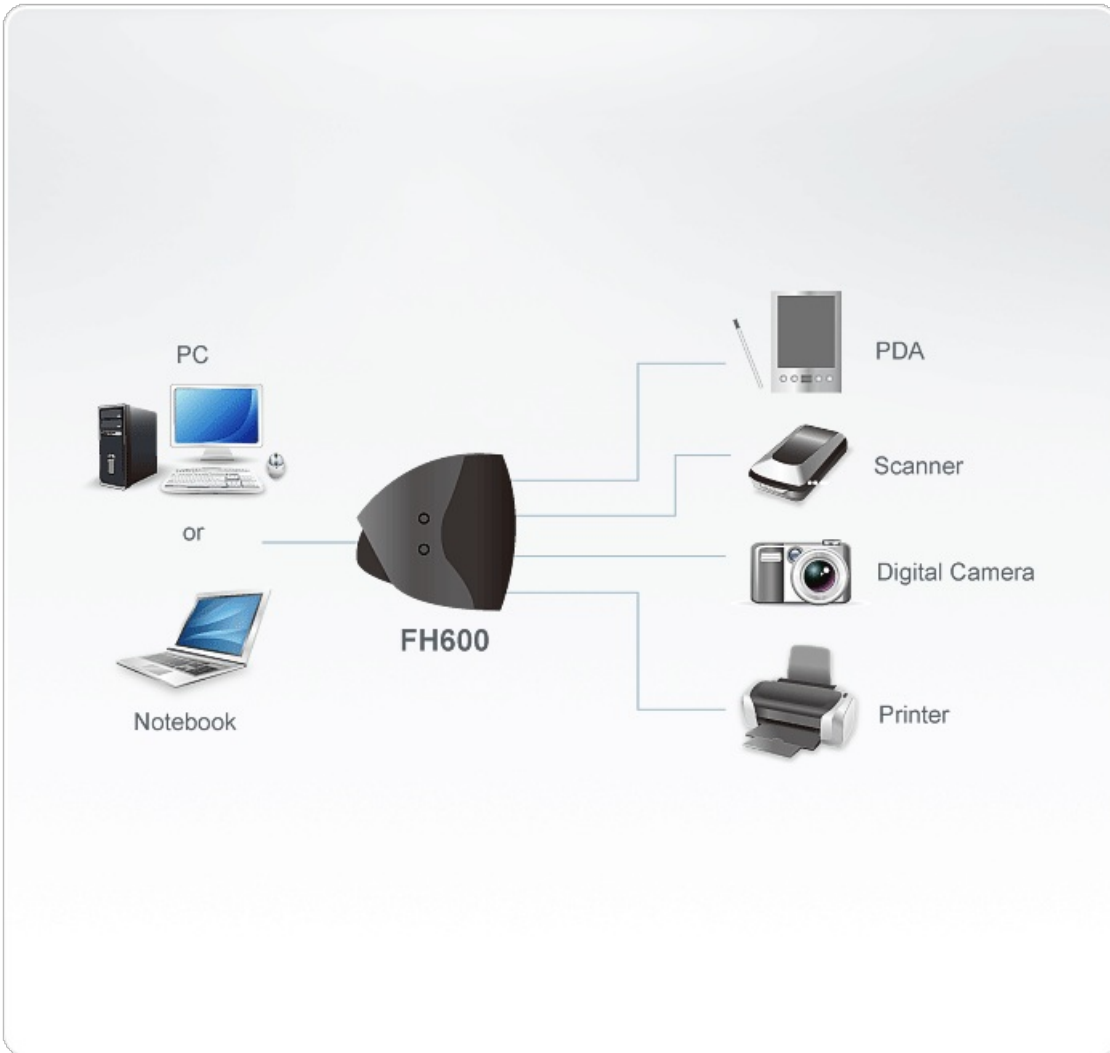 PC
or
Notebook
FH600
PDA
Scanner
Digital Camera
Printer